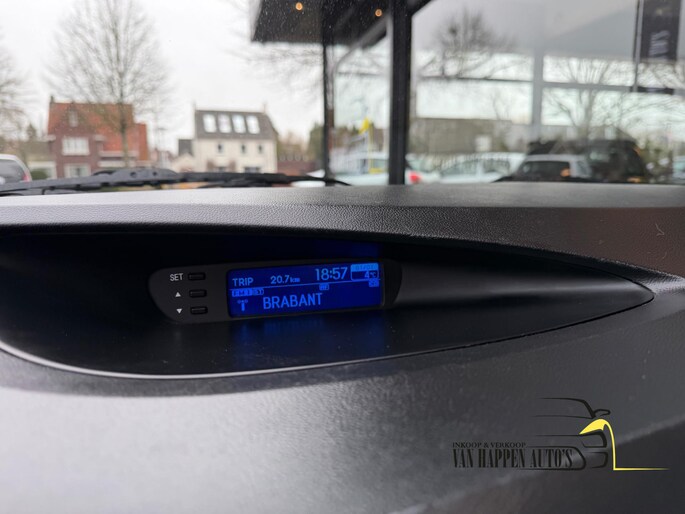 SET
TRIP 20.7km 18:57
BRABANT
INKOOP & VERKOOP
VAN HAPPEN AUTO'S